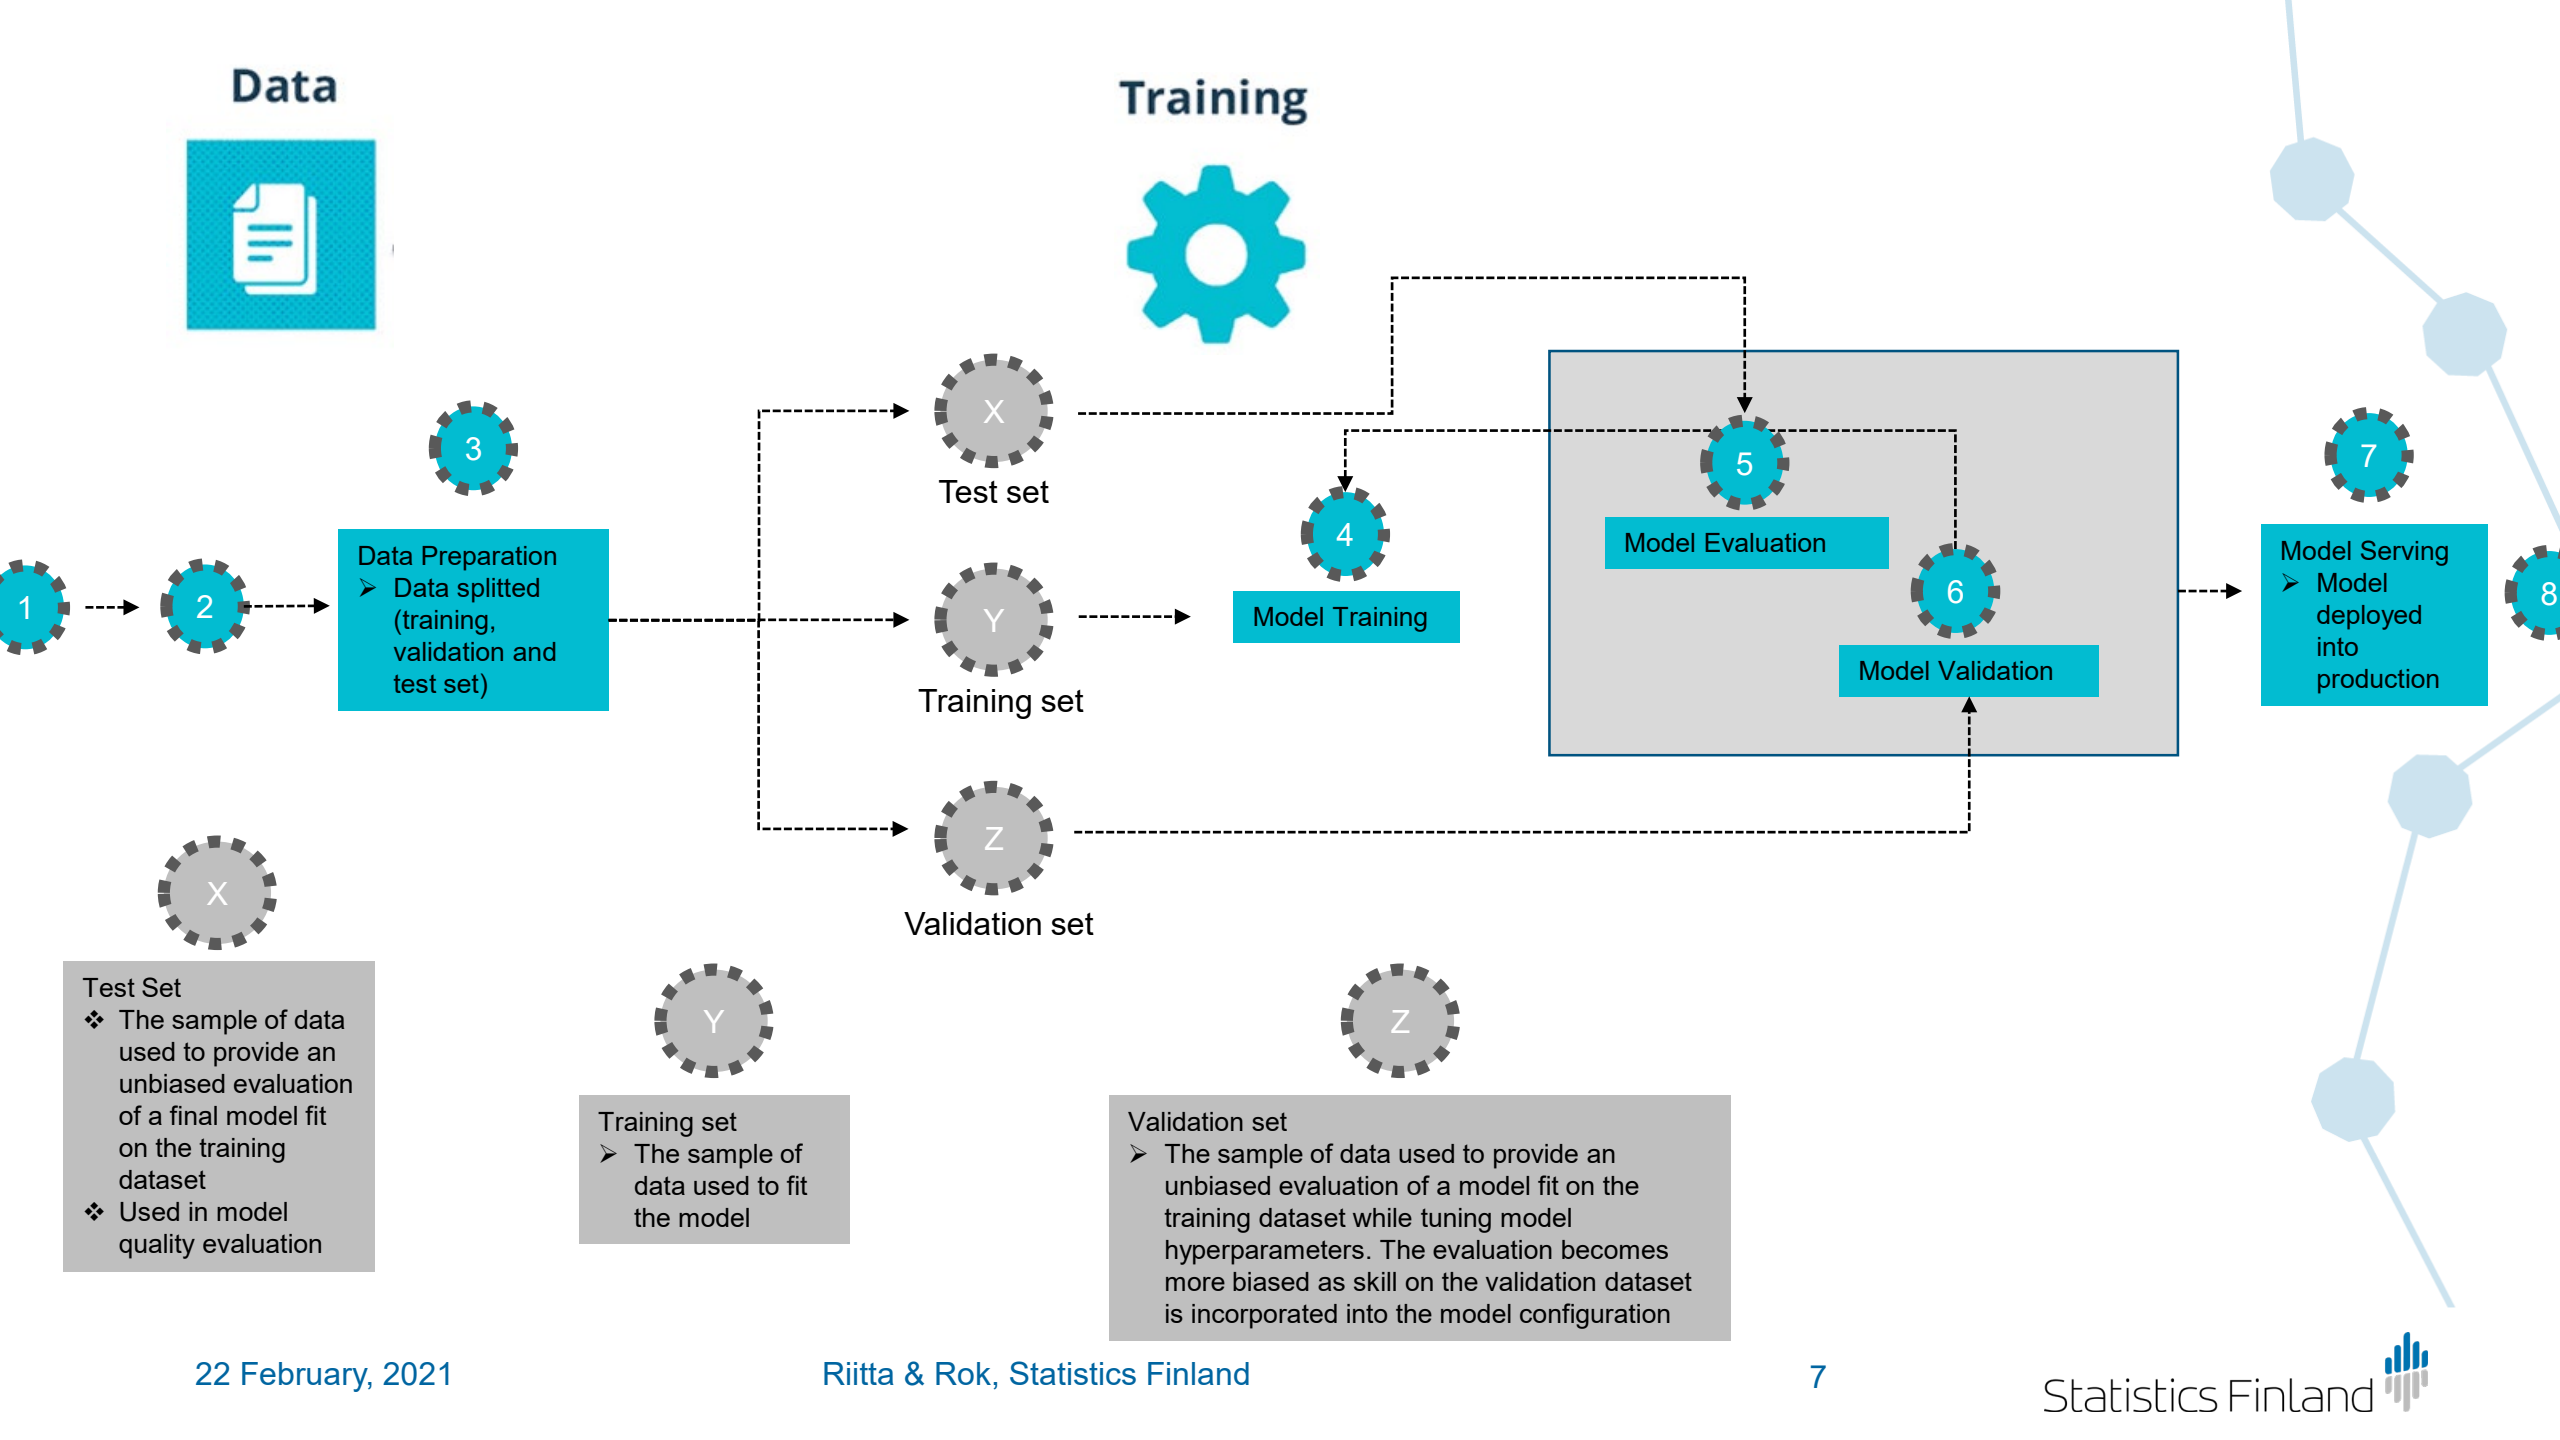 Data
Training
X
Test set
3
Data Preparation
Data splitted
(training,
validation and
test set)
1
2
Y
Training set
4
Model Training
5
Model Evaluation
6
Model Validation
7
Model Serving
Model
deployed
into
production
8
Z
Validation set
X
Test Set
The sample of data
used to provide an
unbiased evaluation
of a final model fit
on the training
dataset
Used in model
quality evaluation
Y
Training set
The sample of
data used to fit
the model
Z
Validation set
The sample of data used to provide an
unbiased evaluation of a model fit on the
training dataset while tuning model
hyperparameters. The evaluation becomes
more biased as skill on the validation dataset
is incorporated into the model configuration
22 February, 2021
Riitta & Rok, Statistics Finland
7
Statistics Finland